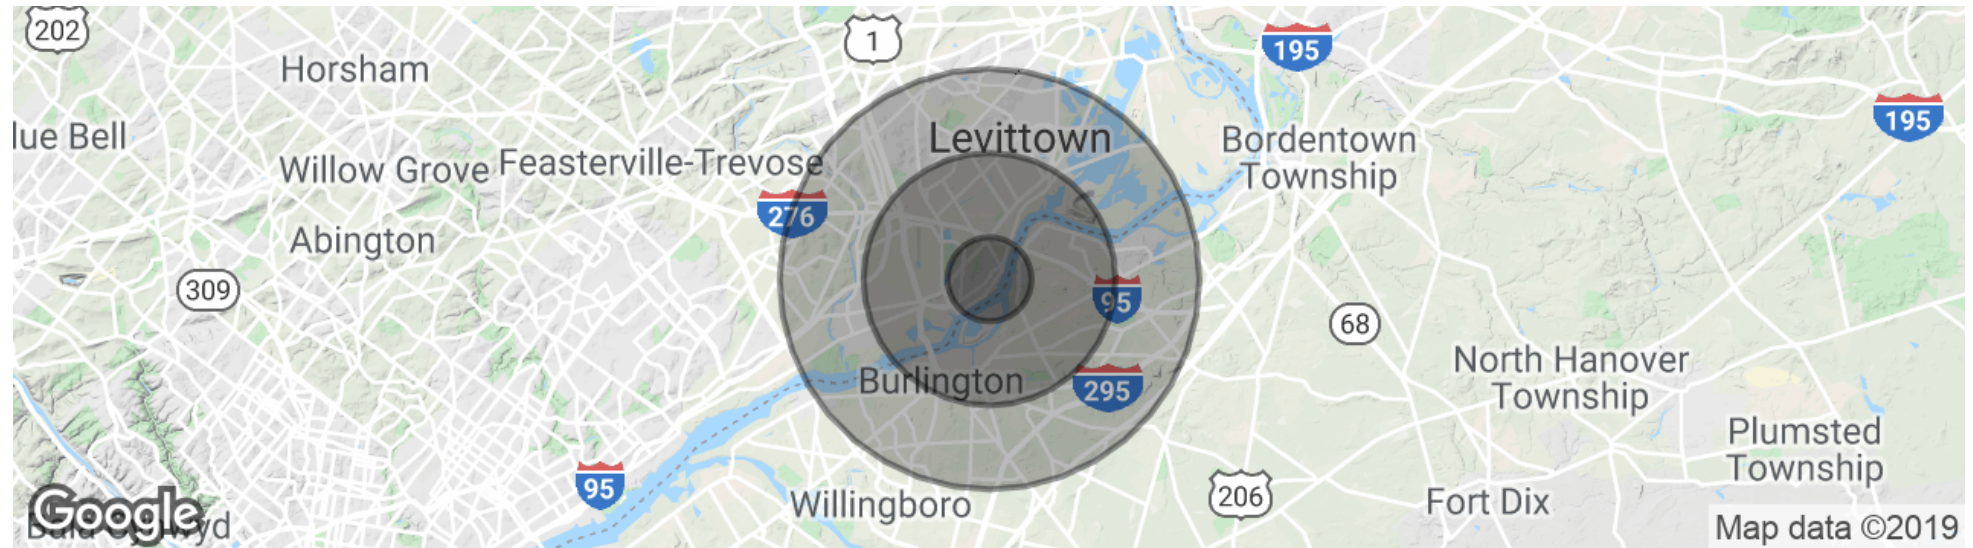 202
1
195
Horsham
195
lue Bell
Levittown
Bordentown
Township
Willow Grove
Feasterville-Trevose
276
Abington
309
95
68
Burlington
295
North Hanover
Township
Plumsted
Township
95
Willingboro
206
Fort Dix
Google
Map data ©2019